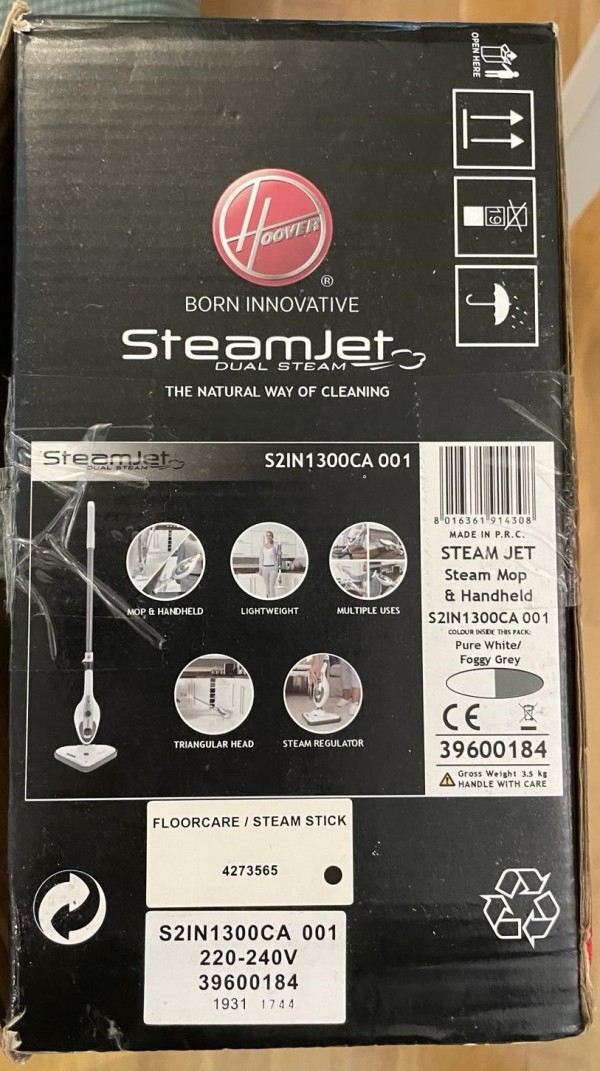 OPEN HERE
19
HOOVER
®
BORN INNOVATIVE
SteamJet
DUAL STEAM
THE NATURAL WAY OF CLEANING
SteamJet
DUAL STEAM
S2IN1300CA 001
MOP & HANDHELD
LIGHTWEIGHT
MULTIPLE USES
TRIANGULAR HEAD
STEAM REGULATOR
8 016361 914308
MADE IN P.R.C.
STEAM JET
Steam Mop
& Handheld
S2IN1300CA 001
COLOUR INSIDE THIS PACK:
Pure White/
Foggy Grey
CE
39600184
Gross Weight 3.5 kg
HANDLE WITH CARE
FLOORCARE / STEAM STICK
4273565
S2IN1300CA 001
220-240V
39600184
1931 1744